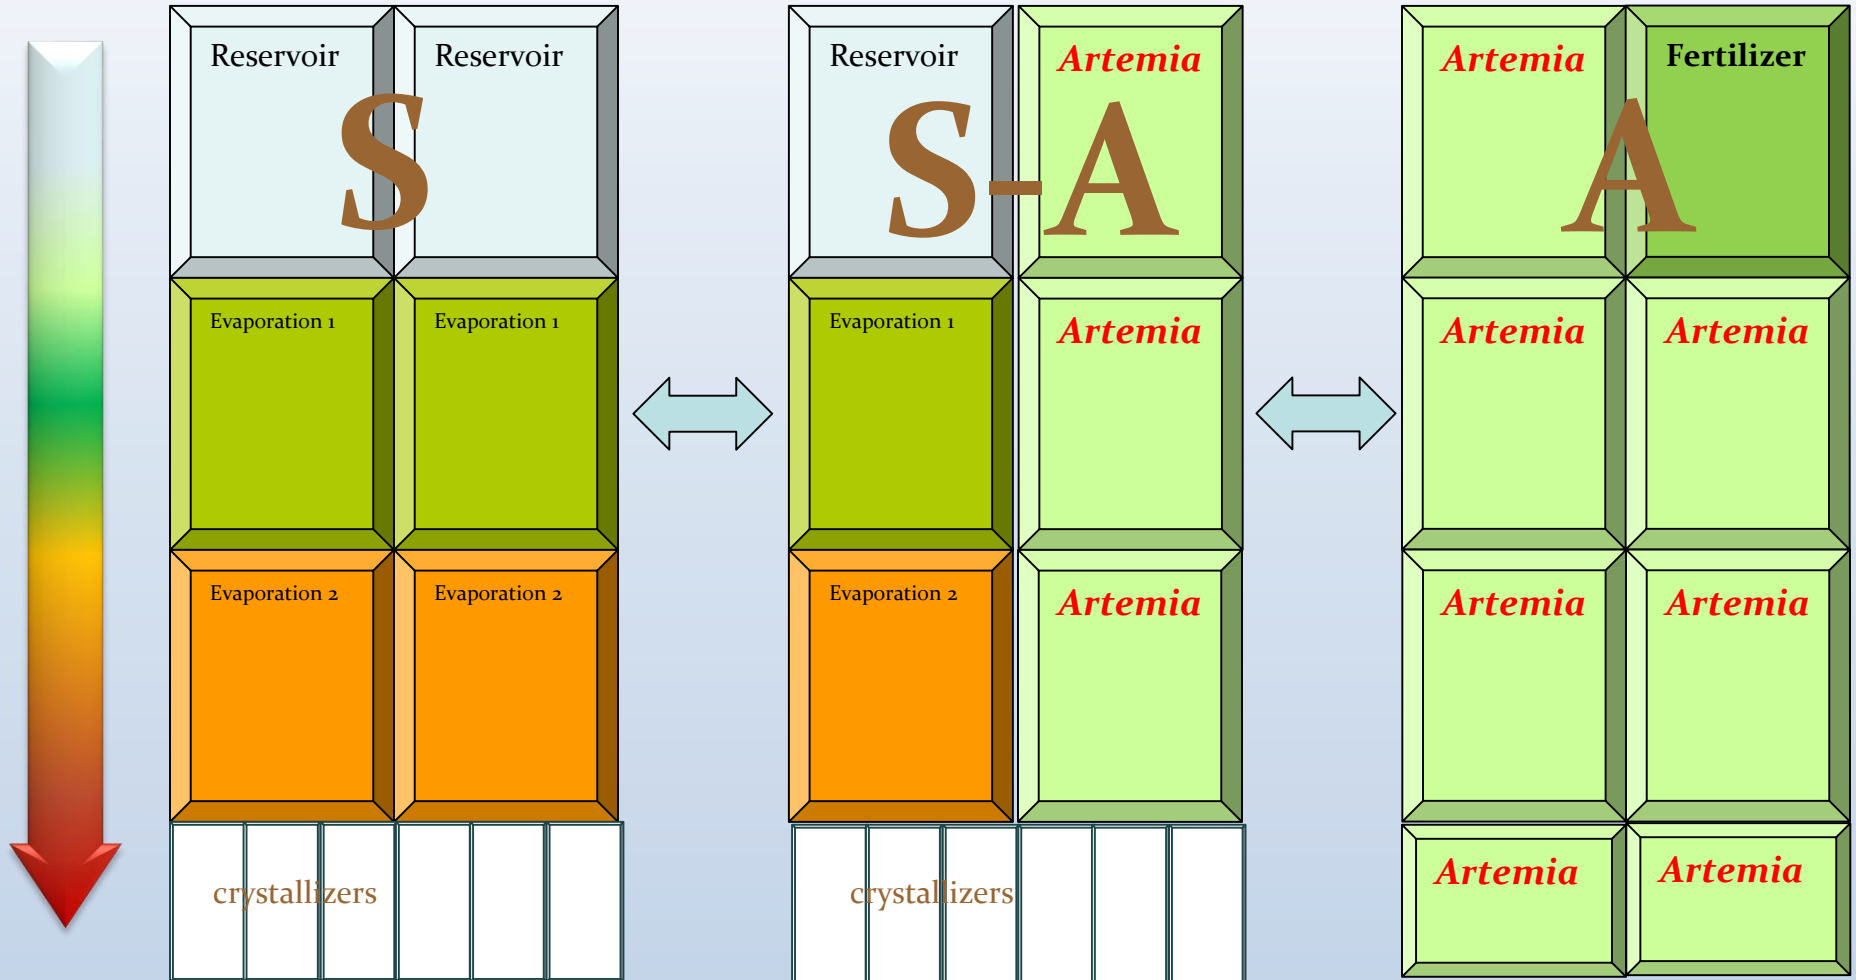 Reservoir
Reservoir
S
Evaporation 1
Evaporation 1
Evaporation 2
Evaporation 2
crystallizers
Reservoir
Artemia
S-A
Evaporation 1
Artemia
Evaporation 2
Artemia
crystallizers
Artemia
Fertilizer
A
Artemia
Artemia
Artemia
Artemia
Artemia
Artemia